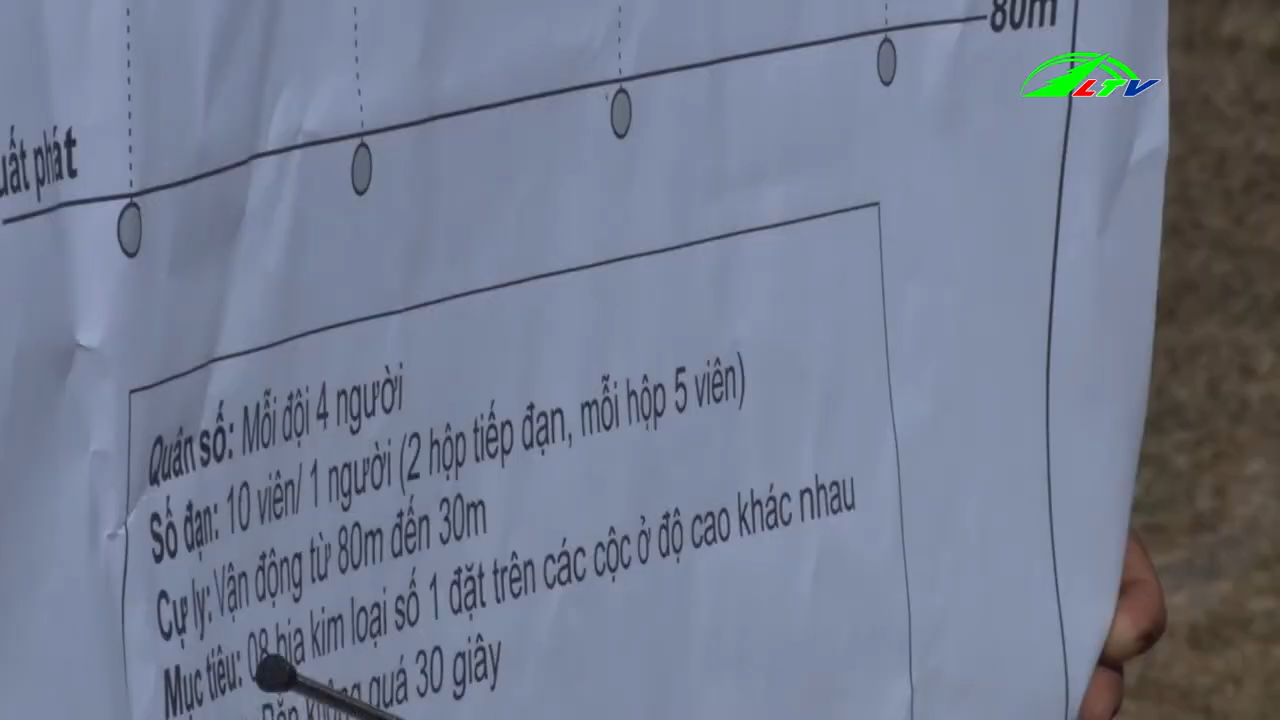 80m
LTV
uất phát
Quân số: Mỗi đội 4 người
Số đạn: 10 viên/ 1 người (2 hộp tiếp đạn, mỗi hộp 5 viên)
Cự ly: Vận động từ 80m đến 30m
Mục tiêu: 08 bia kim loại số 1 đặt trên các cộc ở độ cao khác nhau
không quá 30 giây